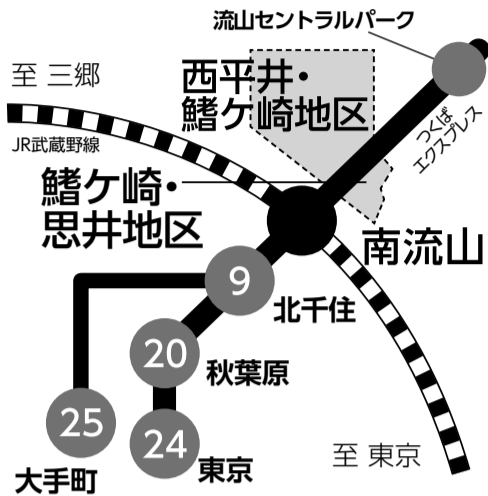 流山セントラルパーク
至 三郷
西平井・
鰭ケ崎地区
つくば
エクスプレス
JR武蔵野線
鰭ケ崎・
思井地区
南流山
9
北千住
20
秋葉原
25
24
大手町
東京
至 東京